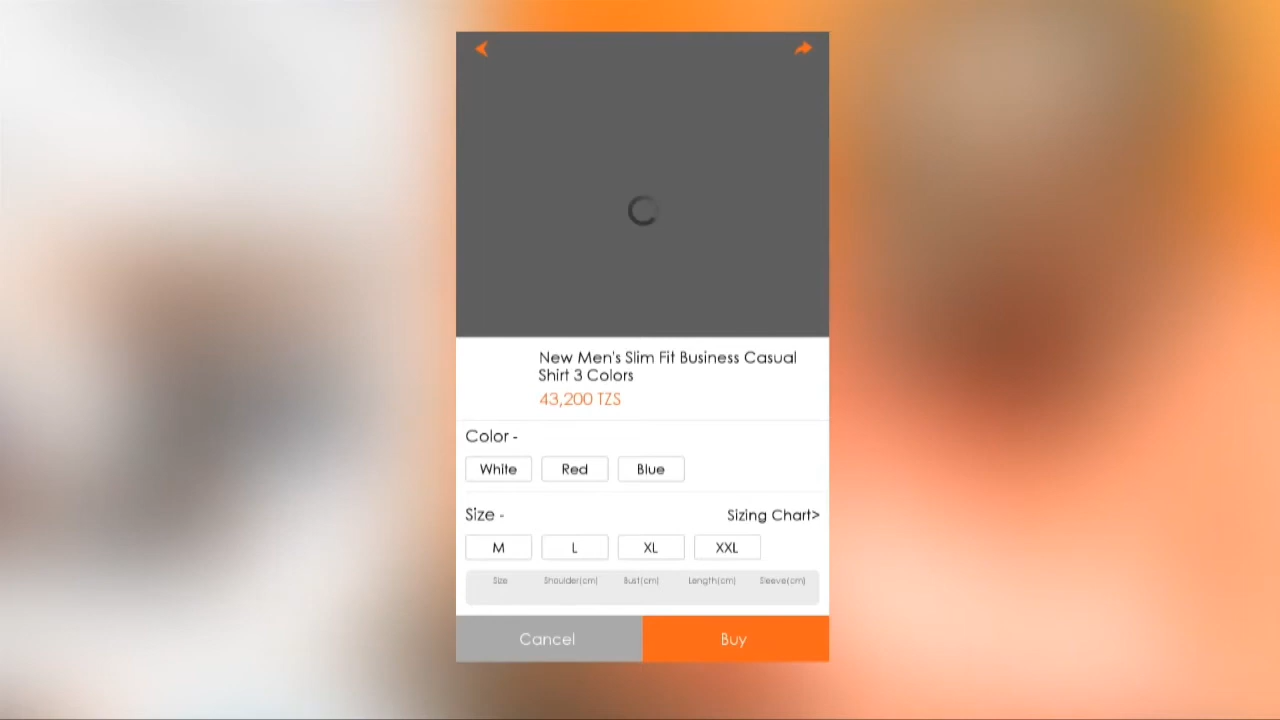 New Men's Slim Fit Business Casual
Shirt 3 Colors
43,200 TZS
Color -
White Red Blue
Size - Sizing Chart>
M L XL XXL
Size Shoulder(cm) Bust(cm) Length(cm) Sleeve(cm)
Cancel Buy